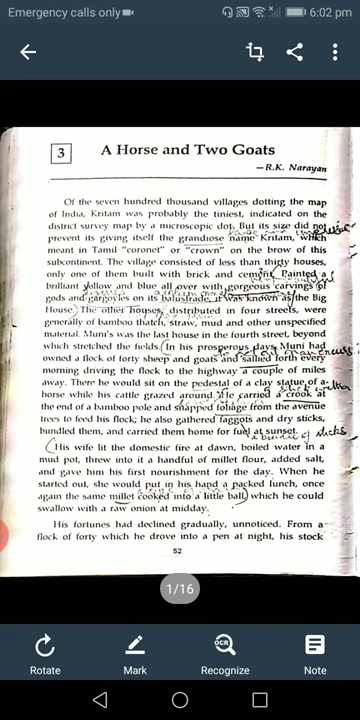 Emergency calls only
6:02 pm
3
A Horse and Two Goats
—R.K. Narayan
Of the seven hundred thousand villages dotting the map
of India, Kritam was probably the tiniest, indicated on the
district survey map by a microscopic dot. But its size did not
prevent its giving itself the grandiose name Kritam, which
meant in Tamil "coronet" or "crown" on the brow of this
subcontinent. The village consisted of less than thirty houses,
only one of them built with brick and cement. Painted a
brilliant yellow and blue all over with gorgeous carvings of
gods and gargoyles on its balustrade, it was known as the Big
House. The other houses, distributed in four streets, were
generally of bamboo thatch, straw, mud and other unspecified
material. Muni's was the last house in the fourth street, beyond
which stretched the fields. In his prosperous days Muni had
owned a flock of forty sheep and goats and sallied forth every
morning driving the flock to the highway a couple of miles
away. There he would sit on the pedestal of a clay statue of a
horse while his cattle grazed around. He carried a crook at
the end of a bamboo pole and snapped foliage from the avenue
trees to feed his flock; he also gathered faggots and dry sticks,
bundled them, and carried them home for fuel at sunset.
a bundle of sticks
His wife lit the domestic fire at dawn, boiled water in a
mud pot, threw into it a handful of millet flour, added salt,
and gave him his first nourishment for the day. When he
started out, she would put in his hand a packed lunch, once
again the same millet cooked into a little ball, which he could
swallow with a raw onion at midday.
His fortunes had declined gradually, unnoticed. From a
flock of forty which he drove into a pen at night, his stock
52
1/16
Rotate
Mark
OCR
Recognize
Note